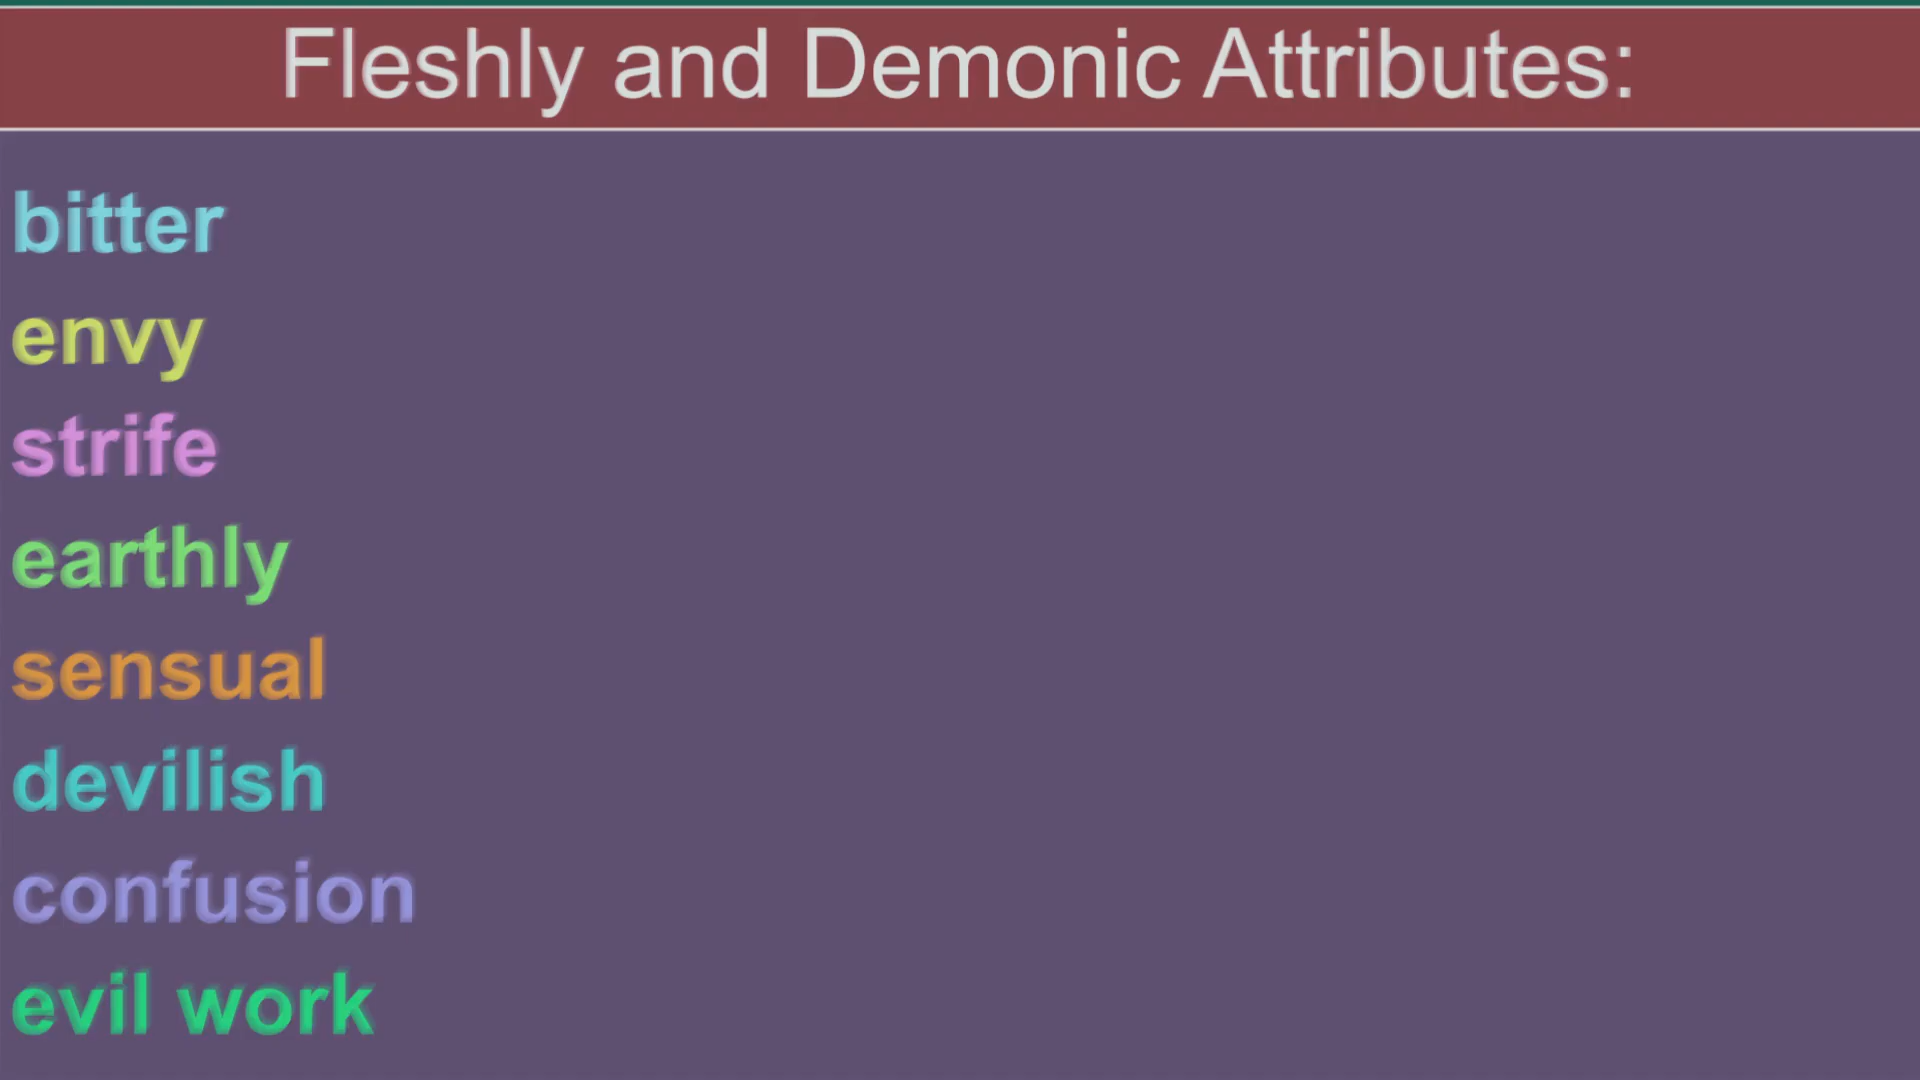 Fleshly and Demonic Attributes:
bitter
envy
strife
earthly
sensual
devilish
confusion
evil work